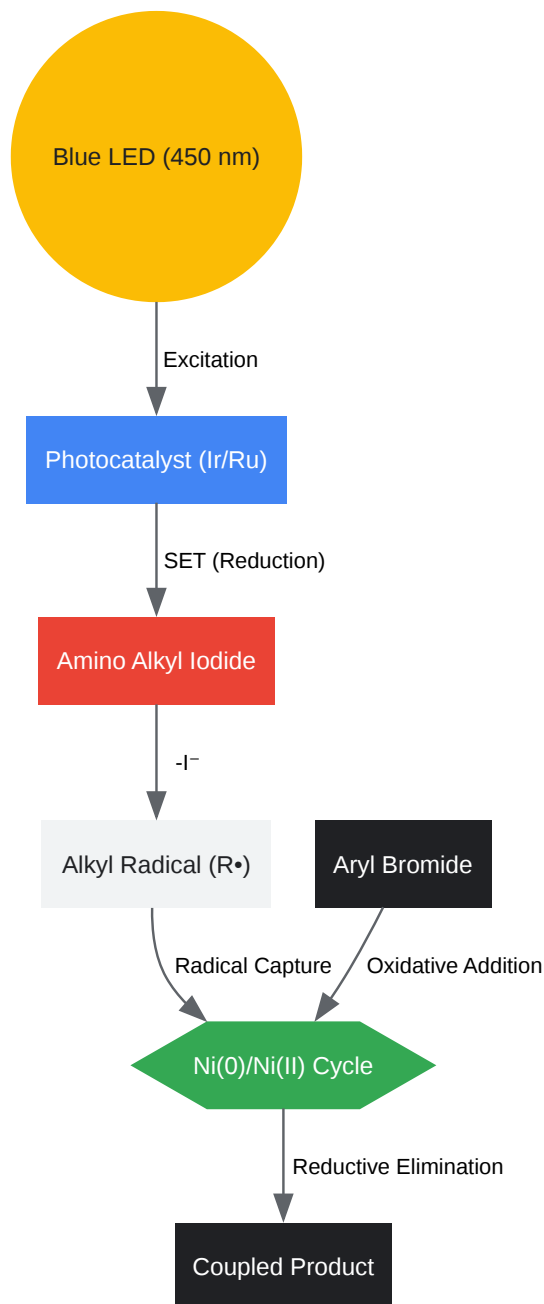 Blue LED (450 nm)
Excitation
Photocatalyst (Ir/Ru)
SET (Reduction)
Amino Alkyl Iodide
-I⁻
Alkyl Radical (R•)
Aryl Bromide
Radical Capture
Oxidative Addition
Ni(0)/Ni(II) Cycle
Reductive Elimination
Coupled Product